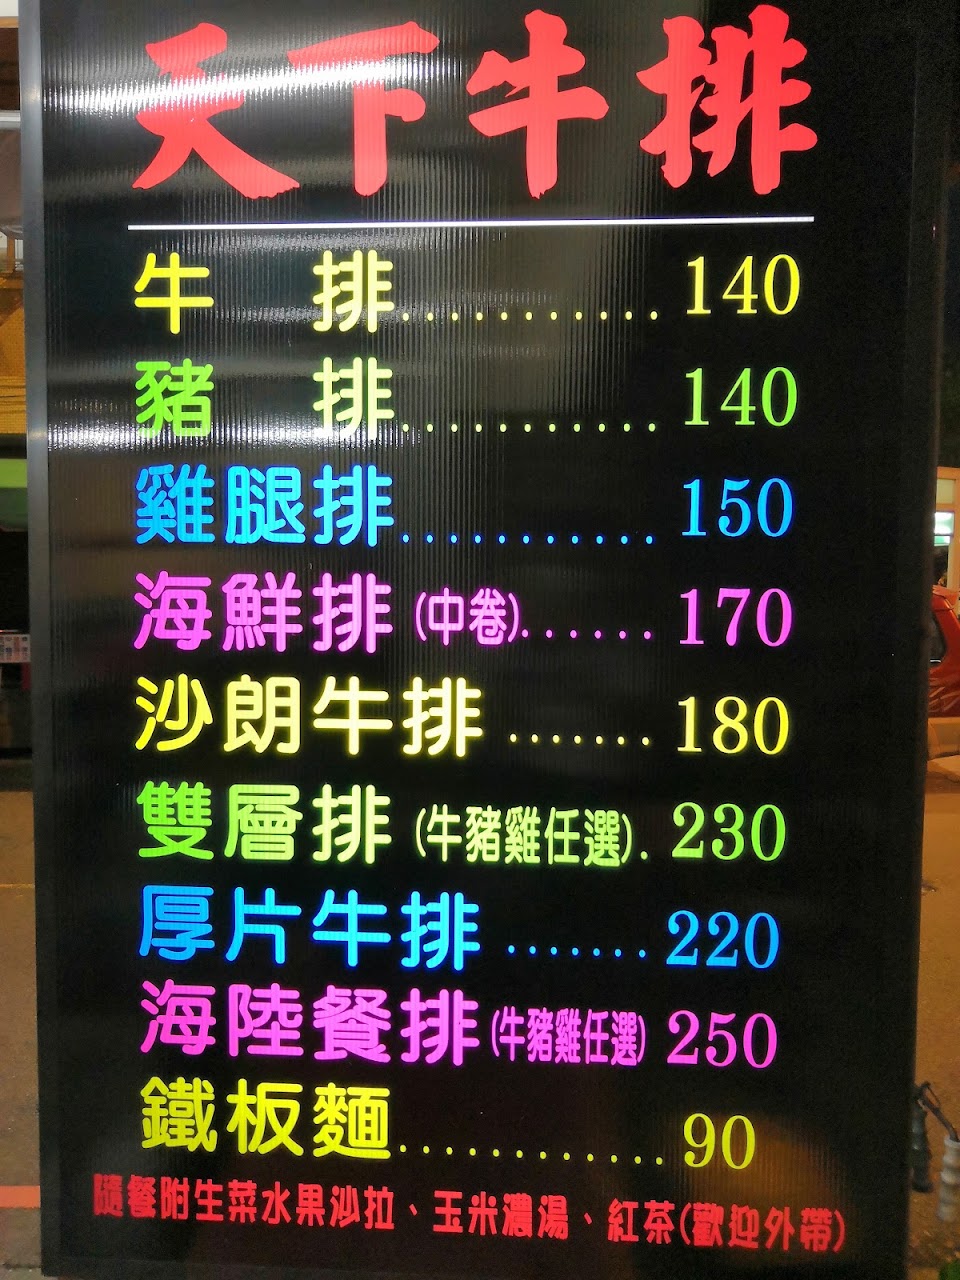 天下牛排
牛排............140
豬排............140
雞腿排............150
海鮮排(中卷).......170
沙朗牛排.......180
雙層排(牛豬雞任選).230
厚片牛排.......220
海陸餐排(牛豬雞任選)250
鐵板麵............90
隨餐附生菜水果沙拉、玉米濃湯、紅茶(歡迎外帶)